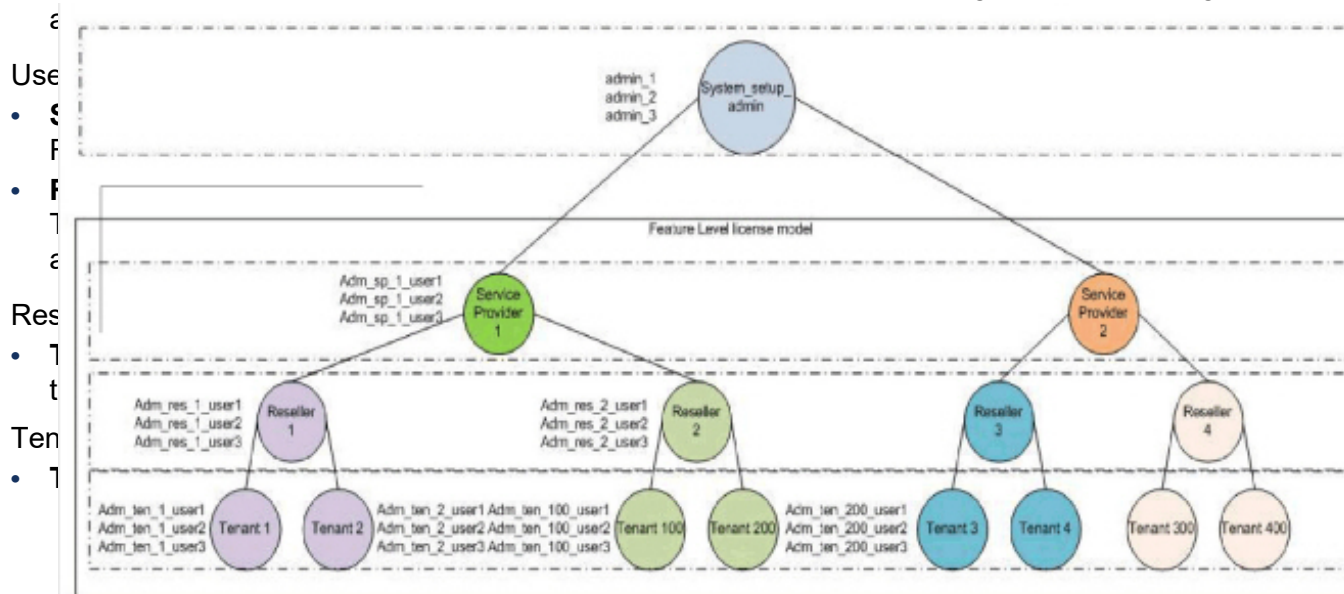 Use
admin_1
admin_2
admin_3
System_setup_
admin
Feature Level license model
Adm_sp_1_user1
Adm_sp_1_user2
Adm_sp_1_user3
Service
Provider
1
Service
Provider
2
Res
Adm_res_1_user1
Adm_res_1_user2
Adm_res_1_user3
Reseller
1
Adm_res_2_user1
Adm_res_2_user2
Adm_res_2_user3
Reseller
2
Reseller
3
Reseller
4
Ten
Adm_ten_1_user1
Adm_ten_1_user2
Adm_ten_1_user3
Tenant 1
Tenant 2
Adm_ten_2_user1 Adm_ten_100_user1
Adm_ten_2_user2 Adm_ten_100_user2
Adm_ten_2_user3 Adm_ten_100_user3
Tenant 100
Tenant 200
Adm_ten_200_user1
Adm_ten_200_user2
Adm_ten_200_user3
Tenant 3
Tenant 4
Tenant 300
Tenant 400